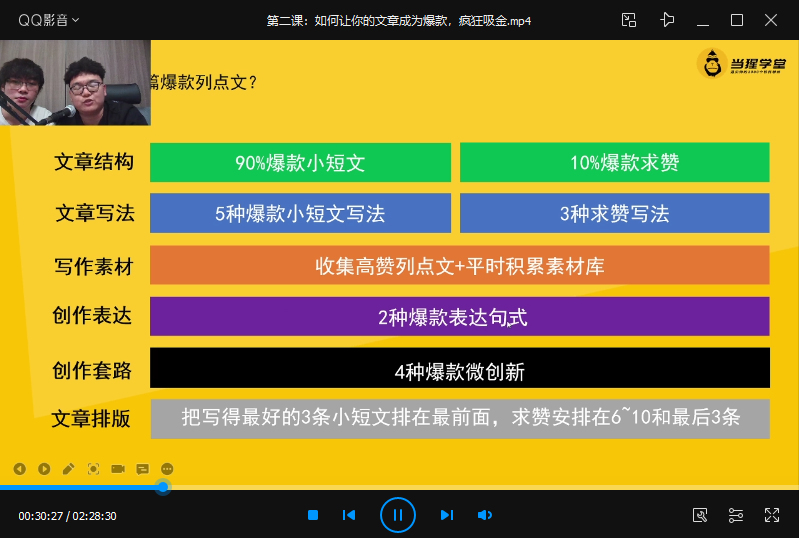 QQ影音
第二课：如何让你的文章成为爆款，疯狂吸金.mp4
篇爆款列点文？
当猩学堂
文章结构 90%爆款小短文 10%爆款求赞
文章写法 5种爆款小短文写法 3种求赞写法
写作素材 收集高赞列点文+平时积累素材库
创作表达 2种爆款表达句式
创作套路 4种爆款微创新
文章排版 把写得最好的3条小短文排在最前面，求赞安排在6~10和最后3条
00:30:27 / 02:28:30